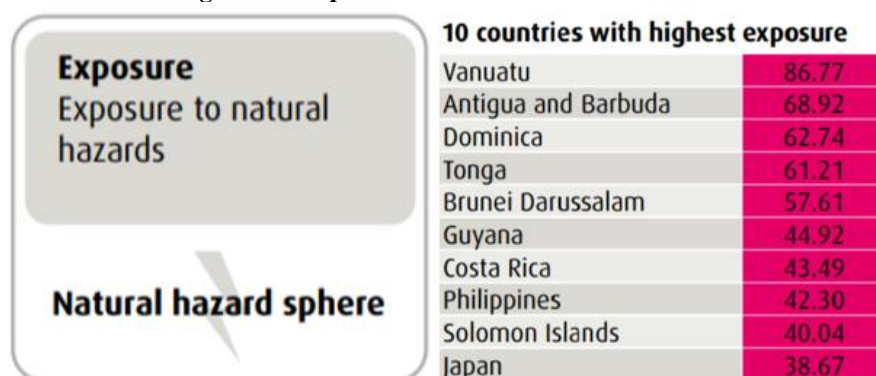 Exposure
Exposure to natural
hazards
Natural hazard sphere
10 countries with highest exposure
Vanuatu 86.77
Antigua and Barbuda 68.92
Dominica 62.74
Tonga 61.21
Brunei Darussalam 57.61
Guyana 44.92
Costa Rica 43.49
Philippines 42.30
Solomon Islands 40.04
Japan 38.67